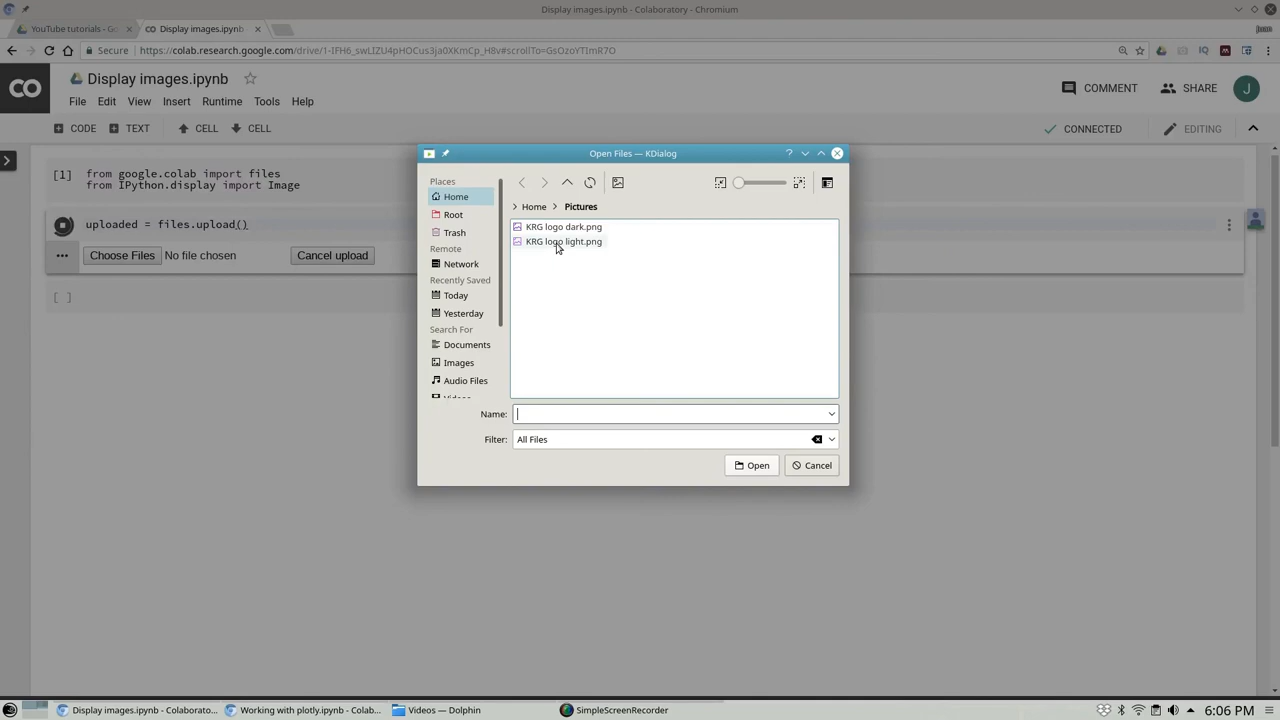 Display images.ipynb - Colaboratory - Chromium
YouTube tutorials - Go
Display images.ipynb - Colab
Secure
https://colab.research.google.com/drive/1-IFH6_swLIZU4pHOCus3ja0XKmCp_H8v#scrollTo=GsOzoYTImR7O
CO
Display images.ipynb
COMMENT
SHARE
J
File Edit View Insert Runtime Tools Help
CODE TEXT CELL CELL
CONNECTED
EDITING
[1] from google.colab import files
from IPython.display import Image
uploaded = files.upload()
Choose Files No file chosen Cancel upload
[ ]
Open Files — KDialog
Places
Home
Root
Trash
Remote
Network
Recently Saved
Today
Yesterday
Search For
Documents
Images
Audio Files
Videos
Home > Pictures
KRG logo dark.png
KRG logo light.png
Name:
Filter: All Files
Open Cancel
Display images.ipynb - Colaborato...
Working with plotly.ipynb - Colab...
Videos — Dolphin
SimpleScreenRecorder
6:06 PM